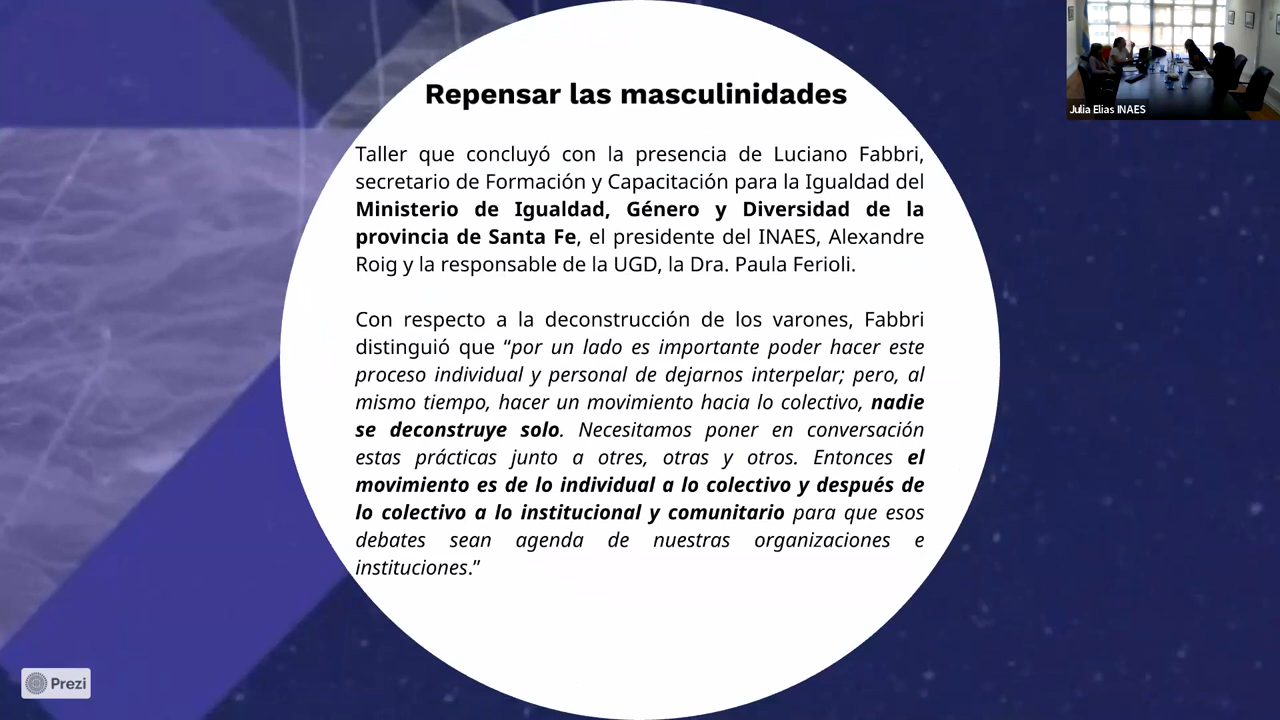 Repensar las masculinidades
Taller que concluyó con la presencia de Luciano Fabbri,
secretario de Formación y Capacitación para la Igualdad del
Ministerio de Igualdad, Género y Diversidad de la
provincia de Santa Fe, el presidente del INAES, Alexandre
Roig y la responsable de la UGD, la Dra. Paula Ferioli.
Con respecto a la deconstrucción de los varones, Fabbri
distinguió que “por un lado es importante poder hacer este
proceso individual y personal de dejarnos interpelar; pero, al
mismo tiempo, hacer un movimiento hacia lo colectivo, nadie
se deconstruye solo. Necesitamos poner en conversación
estas prácticas junto a otres, otras y otros. Entonces el
movimiento es de lo individual a lo colectivo y después de
lo colectivo a lo institucional y comunitario para que esos
debates sean agenda de nuestras organizaciones e
instituciones.”
Julia Elias INAES
Prezi